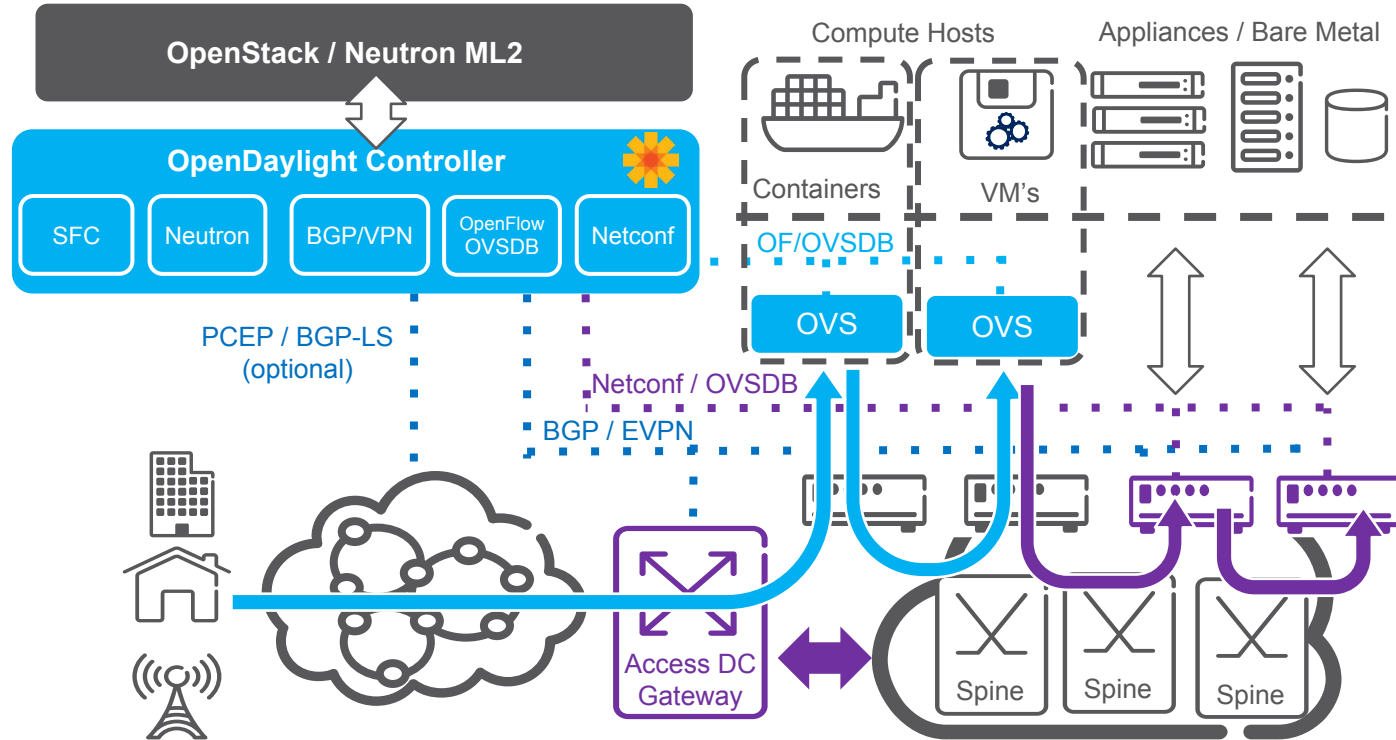 OpenStack / Neutron ML2
Compute Hosts
Appliances / Bare Metal
OpenDaylight Controller
SFC
Neutron
BGP/VPN
OpenFlow
OVSDB
Netconf
Containers
VM's
OF/OVSDB
OVS
OVS
PCEP / BGP-LS
(optional)
Netconf / OVSDB
BGP / EVPN
Access DC
Gateway
Spine
Spine
Spine